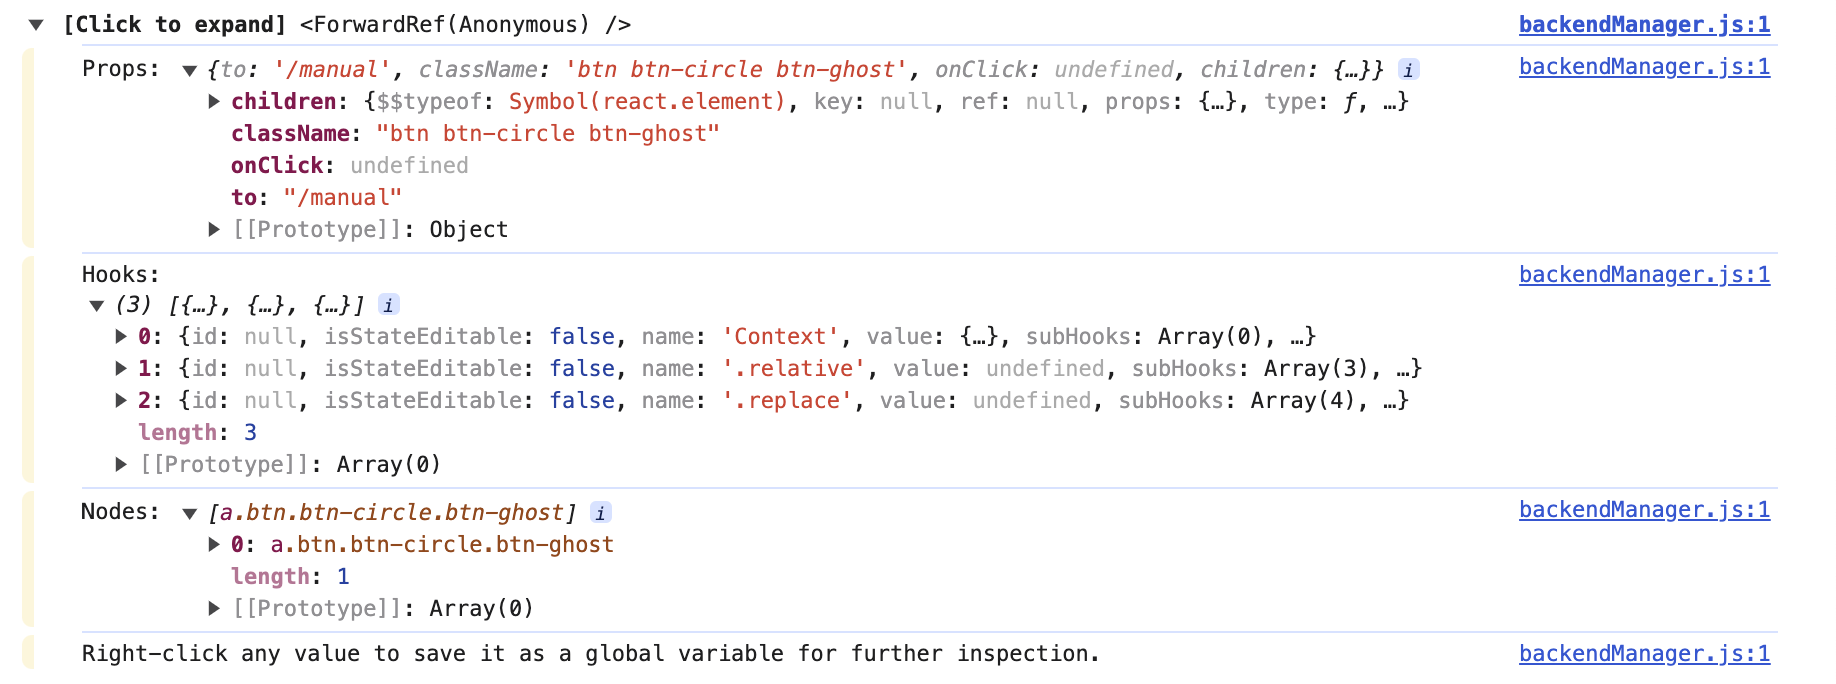 ▼ [Click to expand] <ForwardRef(Anonymous) /> backendManager.js:1
Props: ▼ {to: '/manual', className: 'btn btn-circle btn-ghost', onClick: undefined, children: {…}} i backendManager.js:1
▶ children: {$$typeof: Symbol(react.element), key: null, ref: null, props: {…}, type: ƒ, …}
className: "btn btn-circle btn-ghost"
onClick: undefined
to: "/manual"
▶ [[Prototype]]: Object
Hooks: backendManager.js:1
▼ (3) [{…}, {…}, {…}] i
▶ 0: {id: null, isStateEditable: false, name: 'Context', value: {…}, subHooks: Array(0), …}
▶ 1: {id: null, isStateEditable: false, name: '.relative', value: undefined, subHooks: Array(3), …}
▶ 2: {id: null, isStateEditable: false, name: '.replace', value: undefined, subHooks: Array(4), …}
length: 3
▶ [[Prototype]]: Array(0)
Nodes: ▼ [a.btn.btn-circle.btn-ghost] i backendManager.js:1
▶ 0: a.btn.btn-circle.btn-ghost
length: 1
▶ [[Prototype]]: Array(0)
Right-click any value to save it as a global variable for further inspection. backendManager.js:1